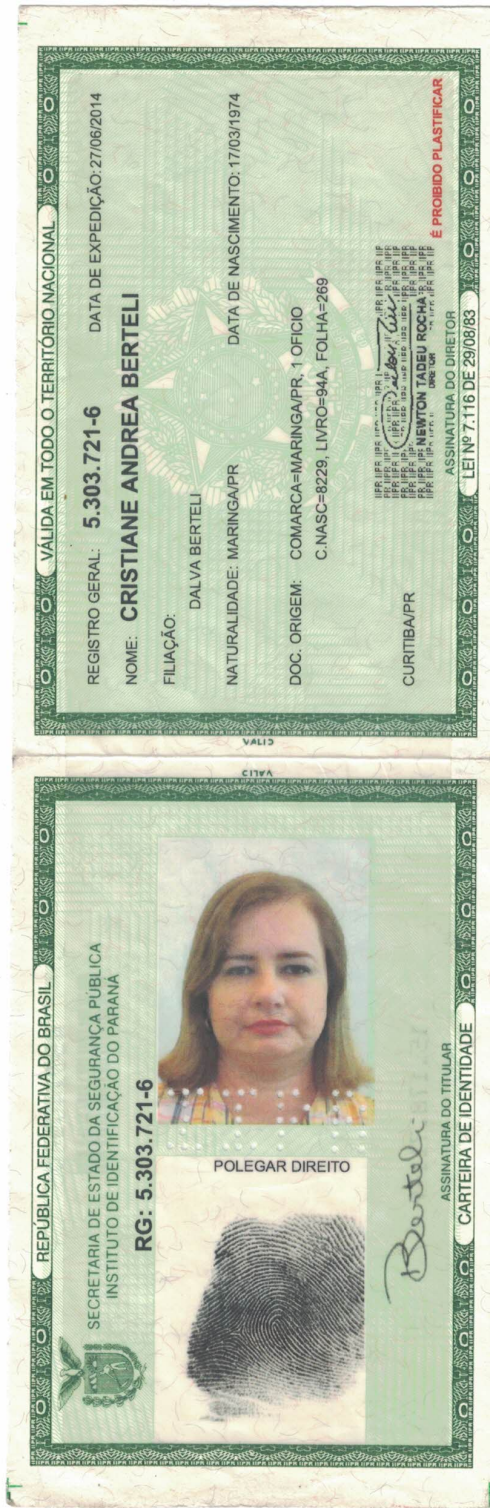 REPÚBLICA FEDERATIVA DO BRASIL
SECRETARIA DE ESTADO DA SEGURANÇA PÚBLICA
INSTITUTO DE IDENTIFICAÇÃO DO PARANÁ
RG: 5.303.721-6
POLEGAR DIREITO
Berteli
ASSINATURA DO TITULAR
CARTEIRA DE IDENTIDADE
VÁLIDA EM TODO O TERRITÓRIO NACIONAL
REGISTRO GERAL: 5.303.721-6 DATA DE EXPEDIÇÃO: 27/06/2014
NOME: CRISTIANE ANDREA BERTELI
FILIAÇÃO:
DALVA BERTELI
NATURALIDADE: MARINGA/PR DATA DE NASCIMENTO: 17/03/1974
DOC. ORIGEM: COMARCA=MARINGA/PR, 1 OFICIO
C.NASC=8229, LIVRO=94A, FOLHA=269
CURITIBA/PR
NEWTON TADEU ROCHA
DIRETOR
ASSINATURA DO DIRETOR
É PROIBIDO PLASTIFICAR
LEI Nº 7.116 DE 29/08/83